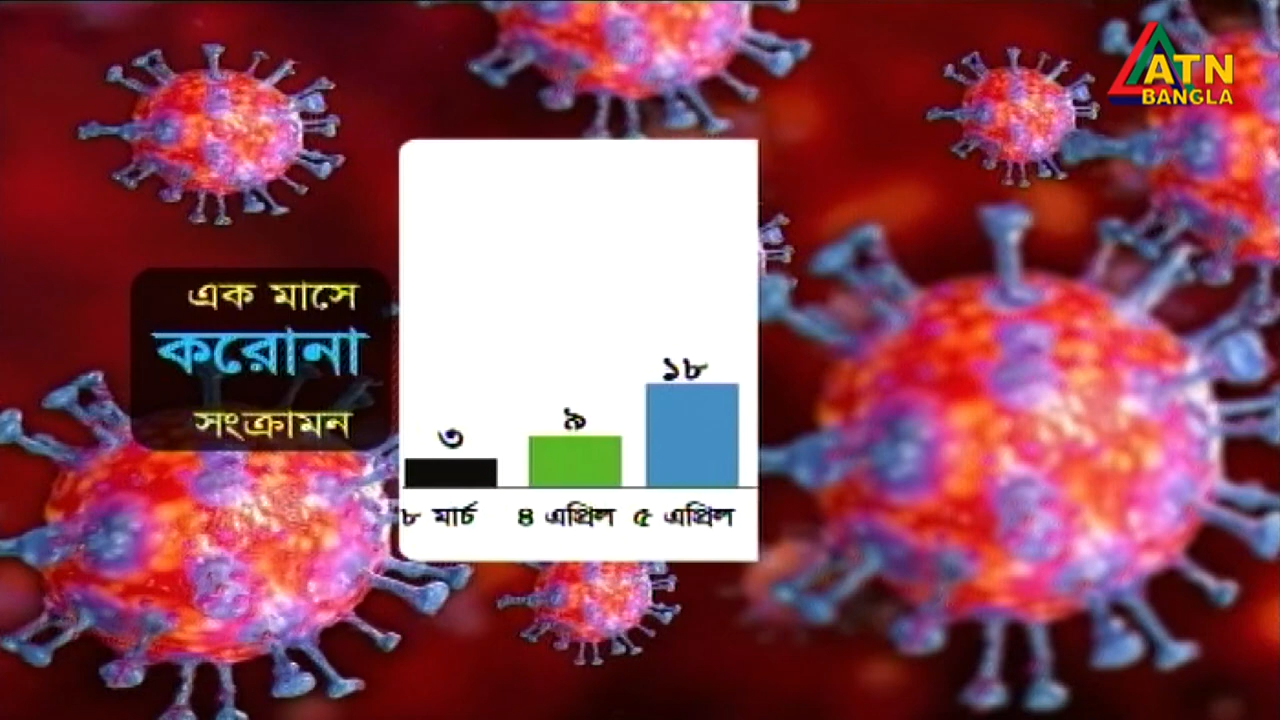 ATN
BANGLA
এক মাসে
করোনা
সংক্রামন
৩
৯
১৮
৮ মার্চ
৪ এপ্রিল
৫ এপ্রিল